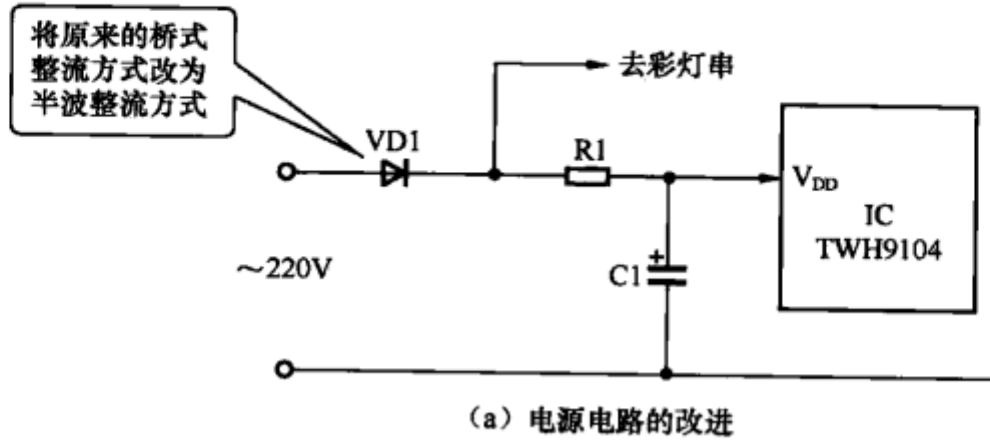 将原来的桥式
整流方式改为
半波整流方式
去彩灯串
VD1
R1
V_DD
IC
TWH9104
～220V
C1
+
（a）电源电路的改进